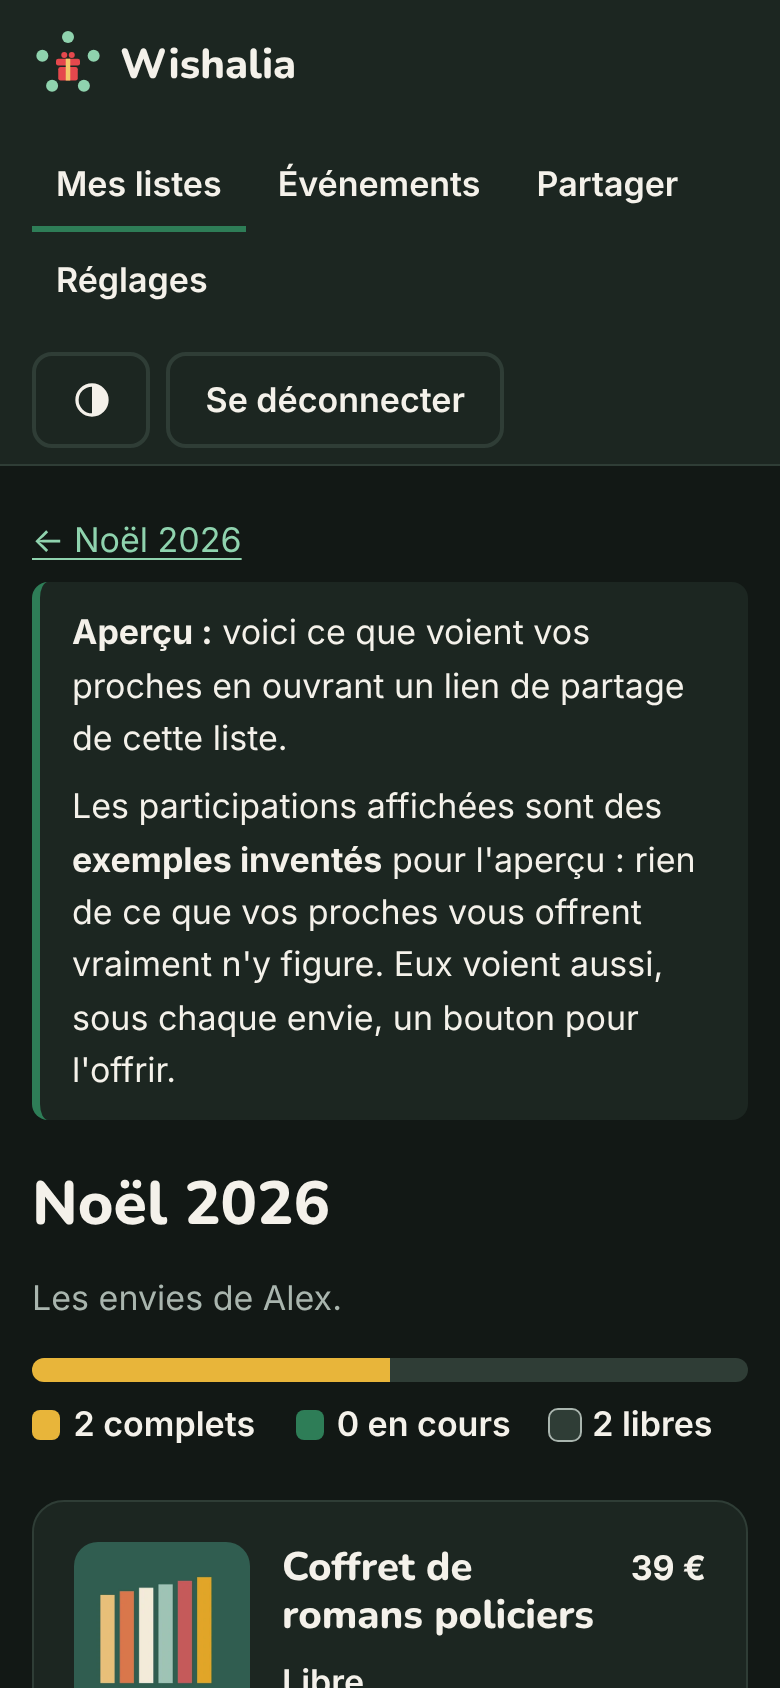 Wishalia
Mes listes Événements Partager
Réglages
Se déconnecter
← Noël 2026
Aperçu : voici ce que voient vos
proches en ouvrant un lien de partage
de cette liste.
Les participations affichées sont des
exemples inventés pour l'aperçu : rien
de ce que vos proches vous offrent
vraiment n'y figure. Eux voient aussi,
sous chaque envie, un bouton pour
l'offrir.
Noël 2026
Les envies de Alex.
2 complets 0 en cours 2 libres
Coffret de 39 €
romans policiers
Libre